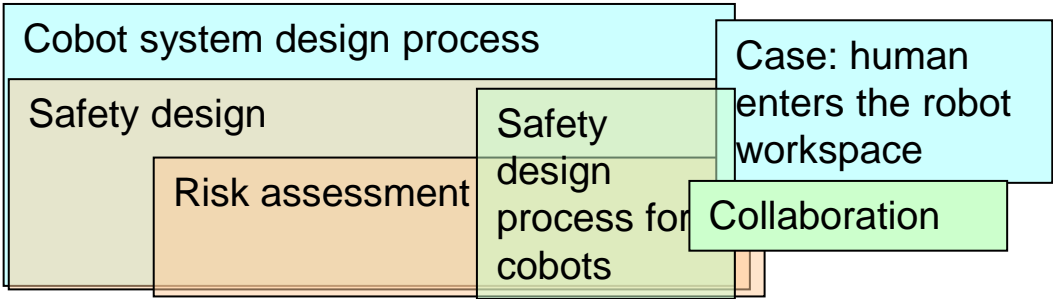 Cobot system design process
Safety design
Risk assessment
Safety
design
process for
cobots
Case: human
enters the robot
workspace
Collaboration